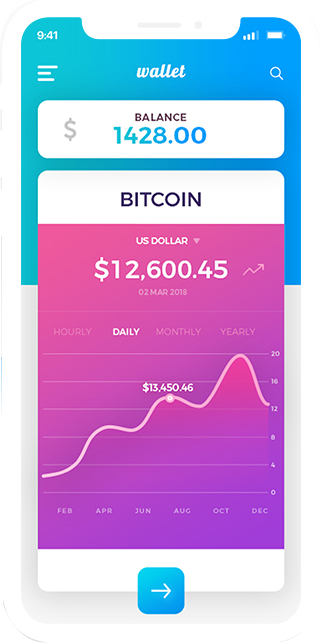 9:41
wallet
BALANCE
$ 1428.00
BITCOIN
US DOLLAR
$12,600.45
02 MAR 2018
HOURLY DAILY MONTHLY YEARLY
20
$13,450.46
16
12
8
4
0
FEB APR JUN AUG OCT DEC